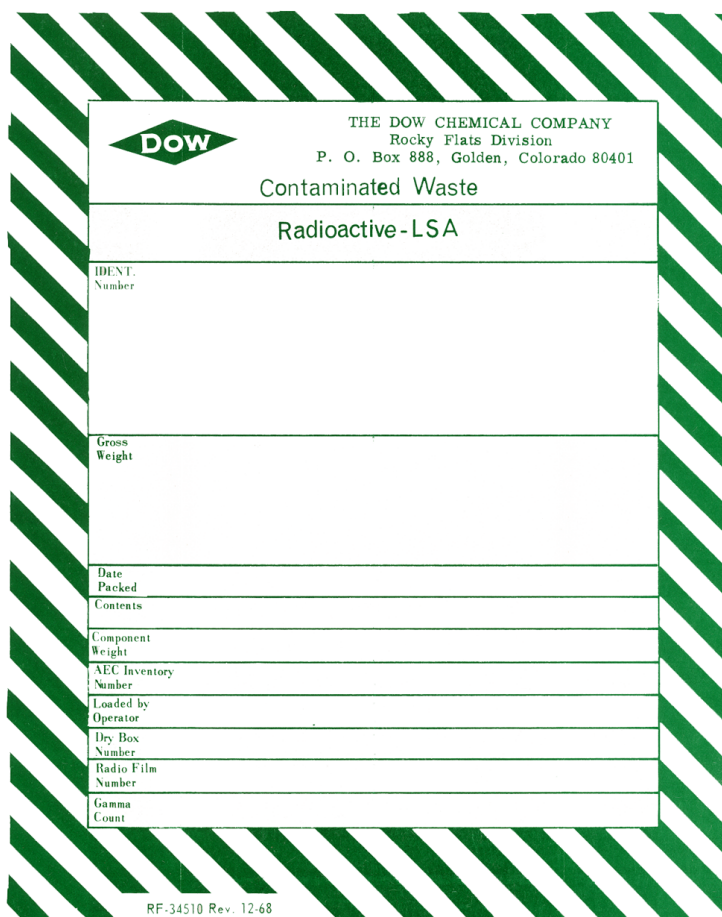 DOW
THE DOW CHEMICAL COMPANY
Rocky Flats Division
P. O. Box 888, Golden, Colorado 80401
Contaminated Waste
Radioactive-LSA
IDENT.
Number
Gross
Weight
Date
Packed
Contents
Component
Weight
AEC Inventory
Number
Loaded by
Operator
Dry Box
Number
Radio Film
Number
Gamma
Count
RF-34510 Rev. 12-68